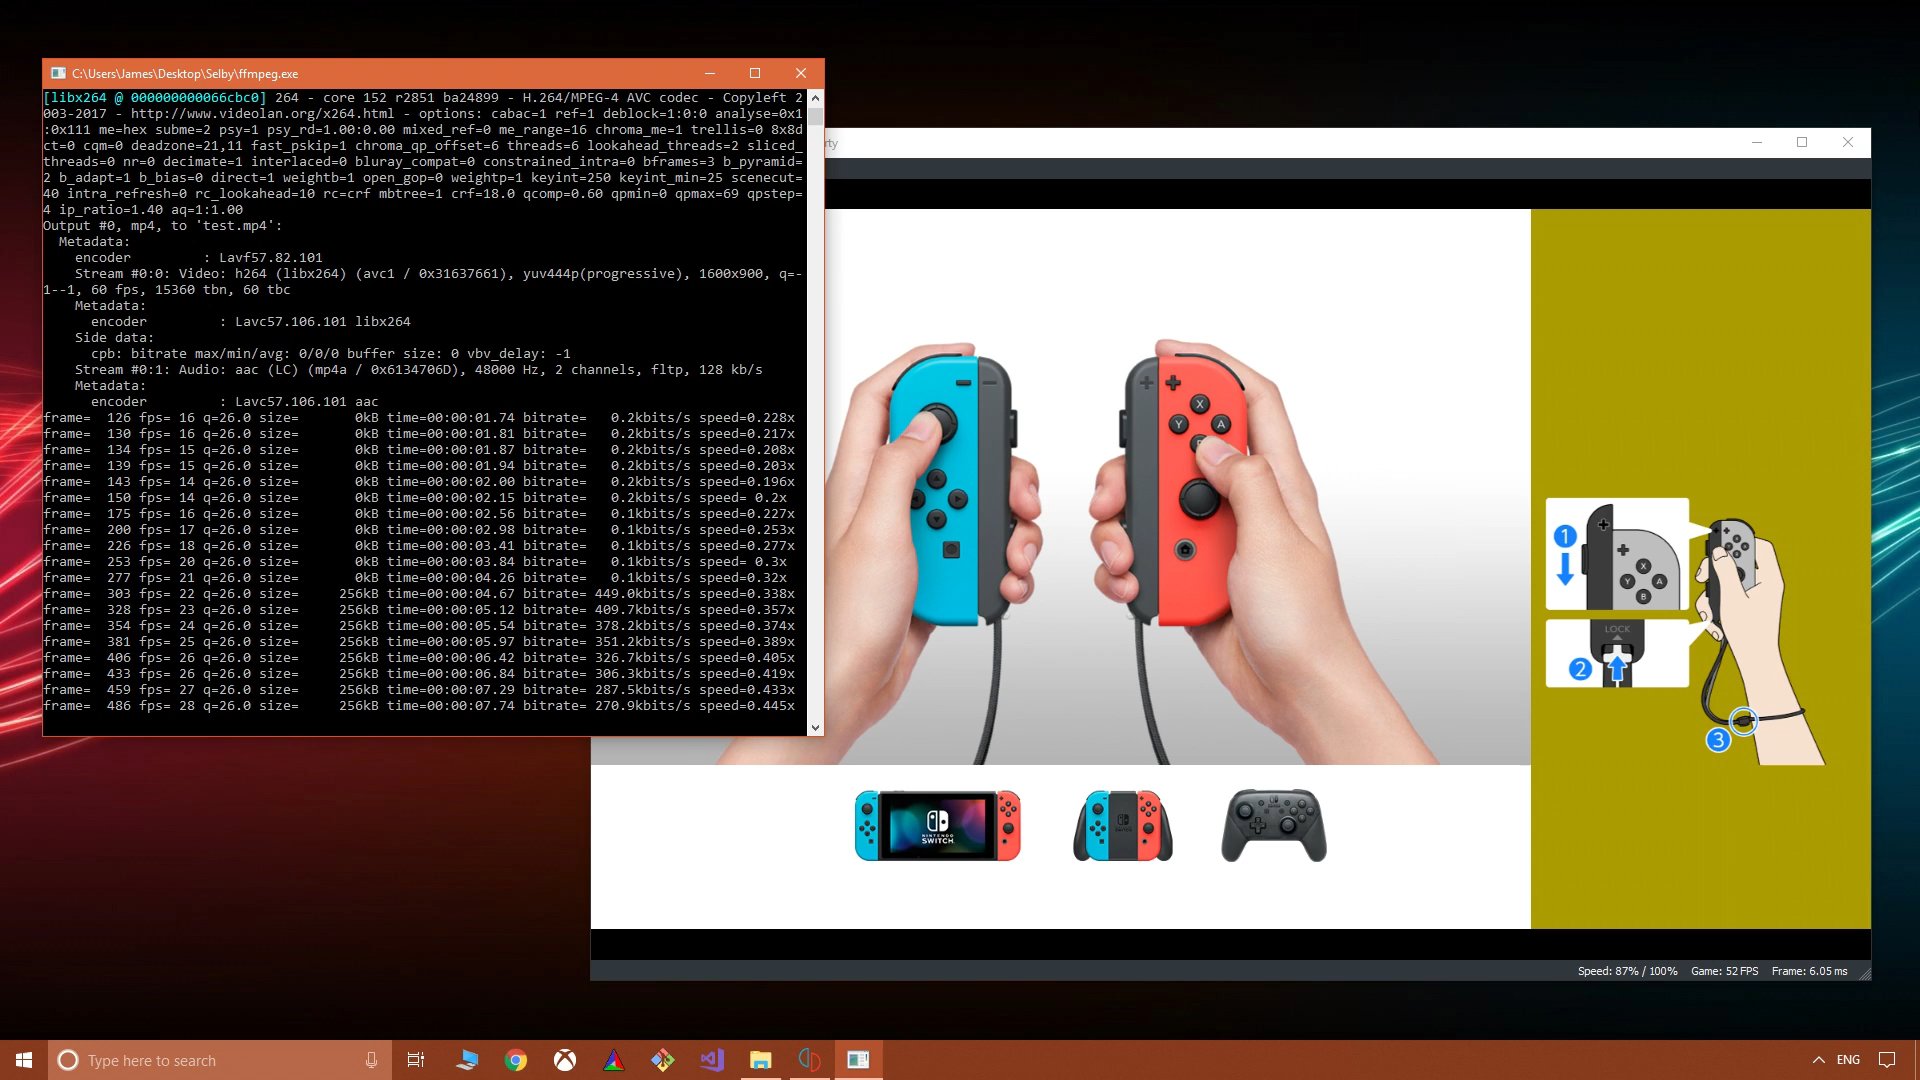 C:\Users\James\Desktop\Selby\ffmpeg.exe
[libx264 @ 000000000066cbc0] 264 - core 152 r2851 ba24899 - H.264/MPEG-4 AVC codec - Copyleft 2
003-2017 - http://www.videolan.org/x264.html - options: cabac=1 ref=1 deblock=1:0:0 analyse=0x1
:0x111 me=hex subme=2 psy=1 psy_rd=1.00:0.00 mixed_ref=0 me_range=16 chroma_me=1 trellis=0 8x8d
ct=0 cqm=0 deadzone=21,11 fast_pskip=1 chroma_qp_offset=6 threads=6 lookahead_threads=2 sliced_
threads=0 nr=0 decimate=1 interlaced=0 bluray_compat=0 constrained_intra=0 bframes=3 b_pyramid=
2 b_adapt=1 b_bias=0 direct=1 weightb=1 open_gop=0 weightp=1 keyint=250 keyint_min=25 scenecut=
40 intra_refresh=0 rc_lookahead=10 rc=crf mbtree=1 crf=18.0 qcomp=0.60 qpmin=0 qpmax=69 qpstep=
4 ip_ratio=1.40 aq=1:1.00
Output #0, mp4, to 'test.mp4':
Metadata:
encoder : Lavf57.82.101
Stream #0:0: Video: h264 (libx264) (avc1 / 0x31637661), yuv444p(progressive), 1600x900, q=-
1--1, 60 fps, 15360 tbn, 60 tbc
Metadata:
encoder : Lavc57.106.101 libx264
Side data:
cpb: bitrate max/min/avg: 0/0/0 buffer size: 0 vbv_delay: -1
Stream #0:1: Audio: aac (LC) (mp4a / 0x6134706D), 48000 Hz, 2 channels, fltp, 128 kb/s
Metadata:
encoder : Lavc57.106.101 aac
frame= 126 fps= 16 q=26.0 size= 0kB time=00:00:01.74 bitrate= 0.2kbits/s speed=0.228x
frame= 130 fps= 16 q=26.0 size= 0kB time=00:00:01.81 bitrate= 0.2kbits/s speed=0.217x
frame= 134 fps= 15 q=26.0 size= 0kB time=00:00:01.87 bitrate= 0.2kbits/s speed=0.208x
frame= 139 fps= 15 q=26.0 size= 0kB time=00:00:01.94 bitrate= 0.2kbits/s speed=0.203x
frame= 143 fps= 14 q=26.0 size= 0kB time=00:00:02.00 bitrate= 0.2kbits/s speed=0.196x
frame= 150 fps= 14 q=26.0 size= 0kB time=00:00:02.15 bitrate= 0.2kbits/s speed= 0.2x
frame= 175 fps= 16 q=26.0 size= 0kB time=00:00:02.56 bitrate= 0.1kbits/s speed=0.227x
frame= 200 fps= 17 q=26.0 size= 0kB time=00:00:02.98 bitrate= 0.1kbits/s speed=0.253x
frame= 226 fps= 18 q=26.0 size= 0kB time=00:00:03.41 bitrate= 0.1kbits/s speed=0.277x
frame= 253 fps= 20 q=26.0 size= 0kB time=00:00:03.84 bitrate= 0.1kbits/s speed= 0.3x
frame= 277 fps= 21 q=26.0 size= 0kB time=00:00:04.26 bitrate= 0.1kbits/s speed=0.32x
frame= 303 fps= 22 q=26.0 size= 256kB time=00:00:04.67 bitrate= 449.0kbits/s speed=0.338x
frame= 328 fps= 23 q=26.0 size= 256kB time=00:00:05.12 bitrate= 409.7kbits/s speed=0.357x
frame= 354 fps= 24 q=26.0 size= 256kB time=00:00:05.54 bitrate= 378.2kbits/s speed=0.374x
frame= 381 fps= 25 q=26.0 size= 256kB time=00:00:05.97 bitrate= 351.2kbits/s speed=0.389x
frame= 406 fps= 26 q=26.0 size= 256kB time=00:00:06.42 bitrate= 326.7kbits/s speed=0.405x
frame= 433 fps= 26 q=26.0 size= 256kB time=00:00:06.84 bitrate= 306.3kbits/s speed=0.419x
frame= 459 fps= 27 q=26.0 size= 256kB time=00:00:07.29 bitrate= 287.5kbits/s speed=0.433x
frame= 486 fps= 28 q=26.0 size= 256kB time=00:00:07.74 bitrate= 270.9kbits/s speed=0.445x
rty
X
Y A
1
X
Y A
B
LOCK
2
3
NINTENDO
SWITCH
Speed: 87% / 100% Game: 52 FPS Frame: 6.05 ms
Type here to search
ENG